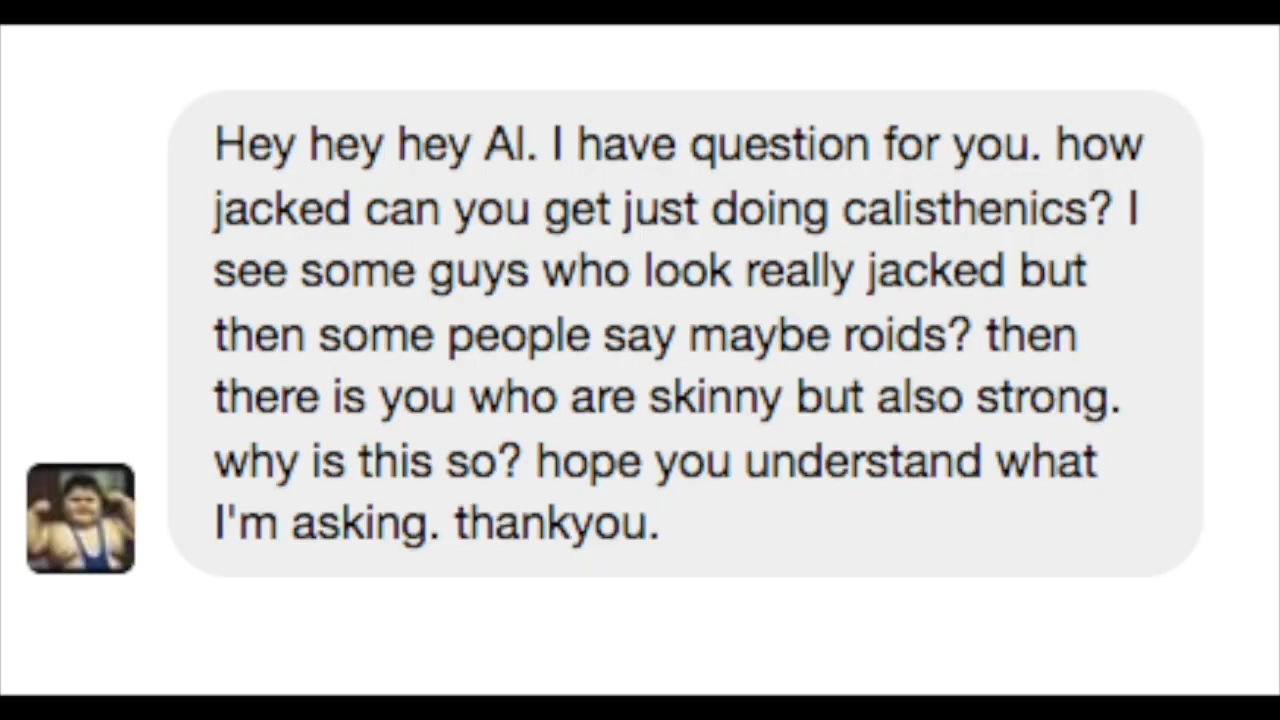 Hey hey hey Al. I have question for you. how
jacked can you get just doing calisthenics? I
see some guys who look really jacked but
then some people say maybe roids? then
there is you who are skinny but also strong.
why is this so? hope you understand what
I'm asking. thankyou.